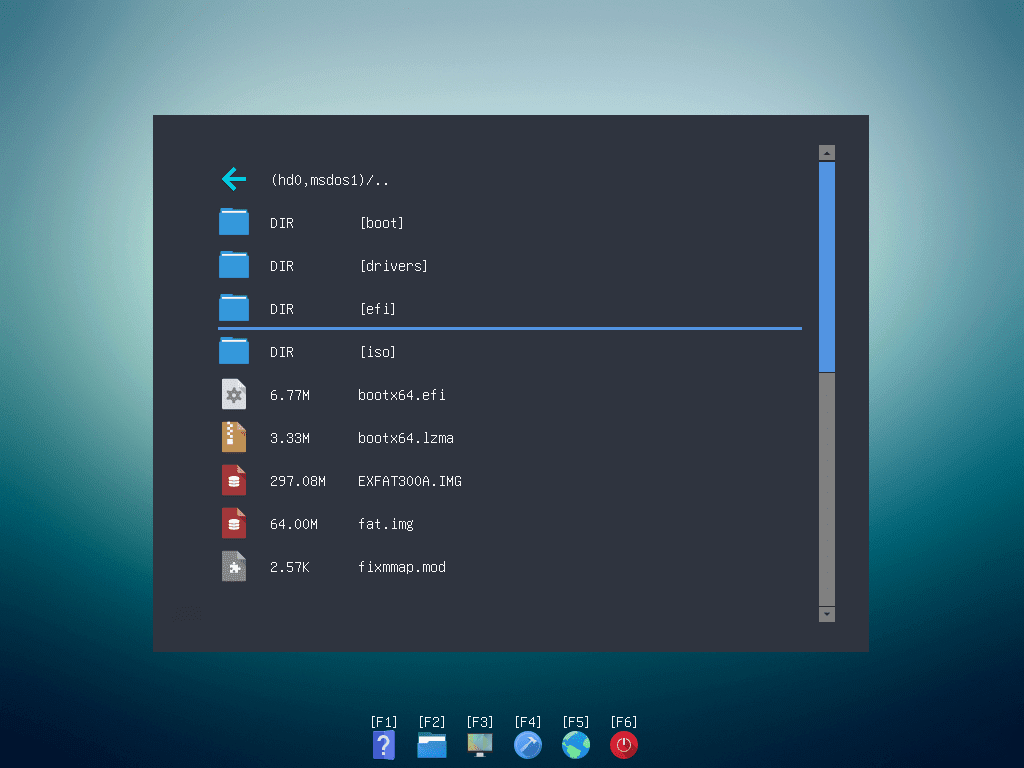 (hd0,msdos1)/..
DIR [boot]
DIR [drivers]
DIR [efi]
DIR [iso]
6.77M bootx64.efi
3.33M bootx64.lzma
297.08M EXFAT300A.IMG
64.00M fat.img
2.57K fixmmap.mod
[F1] [F2] [F3] [F4] [F5] [F6]